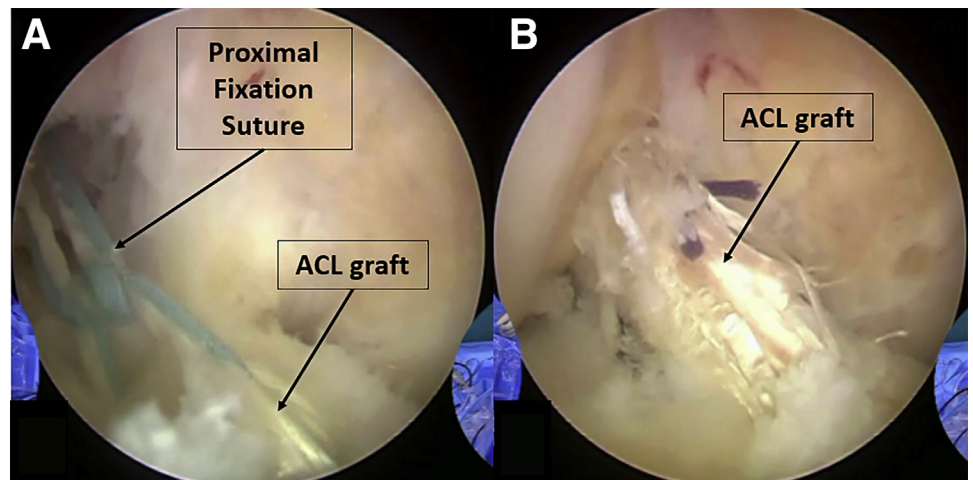 A
Proximal
Fixation
Suture
ACL graft
B
ACL graft